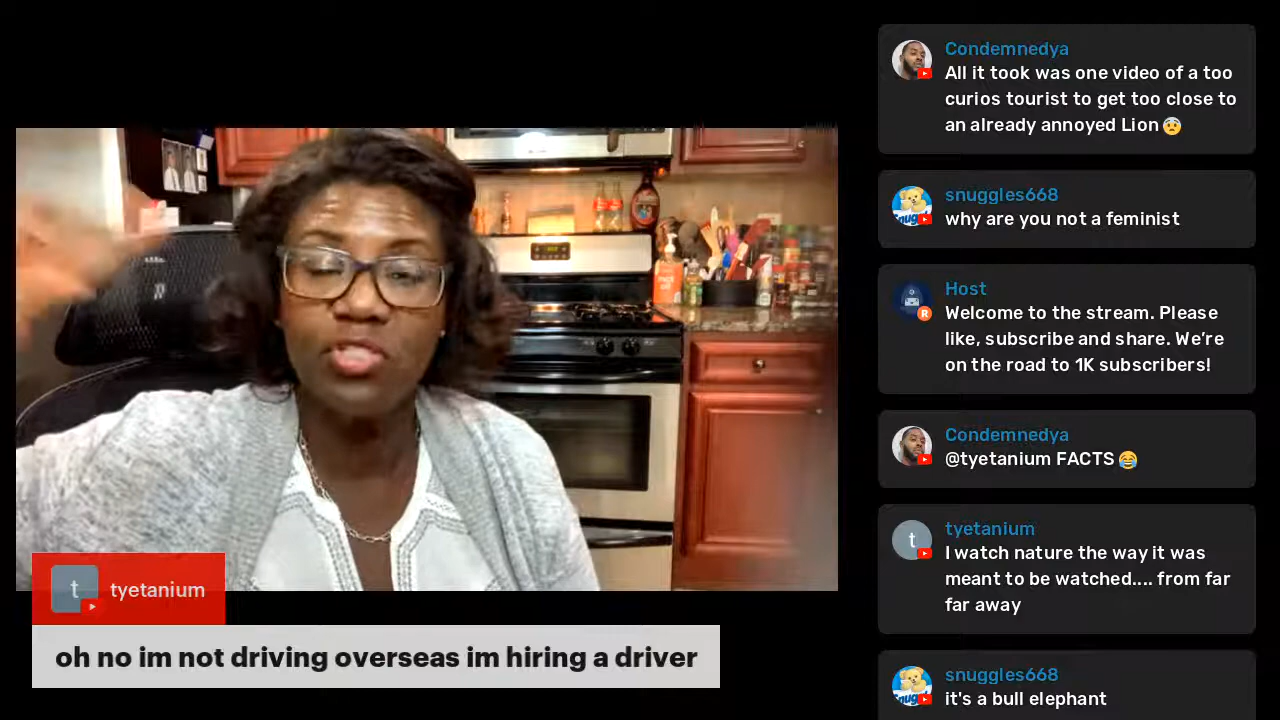 Condemnedya
All it took was one video of a too
curios tourist to get too close to
an already annoyed Lion 😨
snuggles668
why are you not a feminist
Host
Welcome to the stream. Please
like, subscribe and share. We're
on the road to 1K subscribers!
Condemnedya
@tyetanium FACTS 😂
t
tyetanium
I watch nature the way it was
meant to be watched.... from far
far away
snuggles668
it's a bull elephant
t
tyetanium
oh no im not driving overseas im hiring a driver